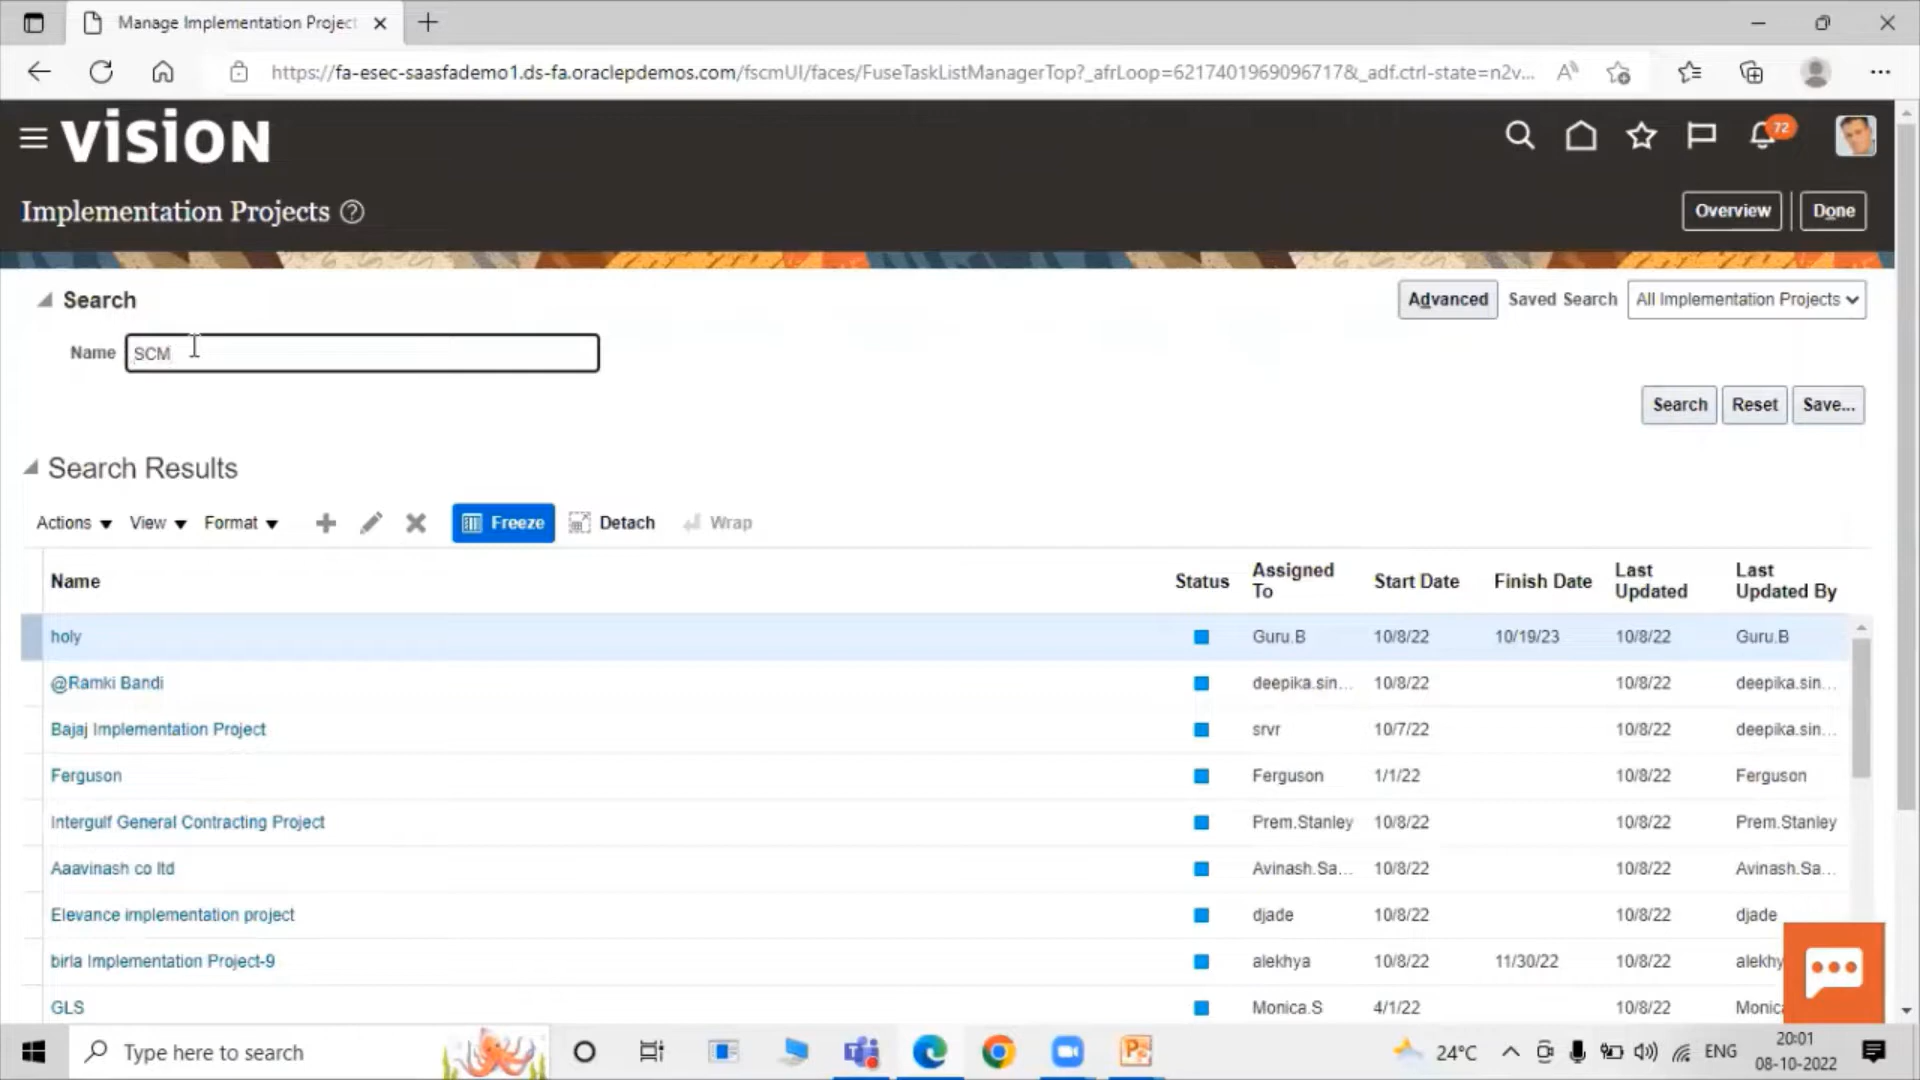 Manage Implementation Project
https://fa-esec-saasfademo1.ds-fa.oraclepdemos.com/fscmUI/faces/FuseTaskListManagerTop?_afrLoop=6217401969096717&_adf.ctrl-state=n2v...
VISION
72
Implementation Projects
Overview
Done
Search
Advanced
Saved Search
All Implementation Projects
Name
SCM
Search
Reset
Save...
Search Results
Actions
View
Format
Freeze
Detach
Wrap
Name Status Assigned To Start Date Finish Date Last Updated Last Updated By
holy Guru.B 10/8/22 10/19/23 10/8/22 Guru.B
@Ramki Bandi deepika.sin... 10/8/22 10/8/22 deepika.sin...
Bajaj Implementation Project srvr 10/7/22 10/8/22 deepika.sin...
Ferguson Ferguson 1/1/22 10/8/22 Ferguson
Intergulf General Contracting Project Prem.Stanley 10/8/22 10/8/22 Prem.Stanley
Aaavinash co ltd Avinash.Sa... 10/8/22 10/8/22 Avinash.Sa...
Elevance implementation project djade 10/8/22 10/8/22 djade
birla Implementation Project-9 alekhya 10/8/22 11/30/22 10/8/22 alekhy
GLS Monica.S 4/1/22 10/8/22 Monic
Type here to search
24°C
ENG
20:01
08-10-2022